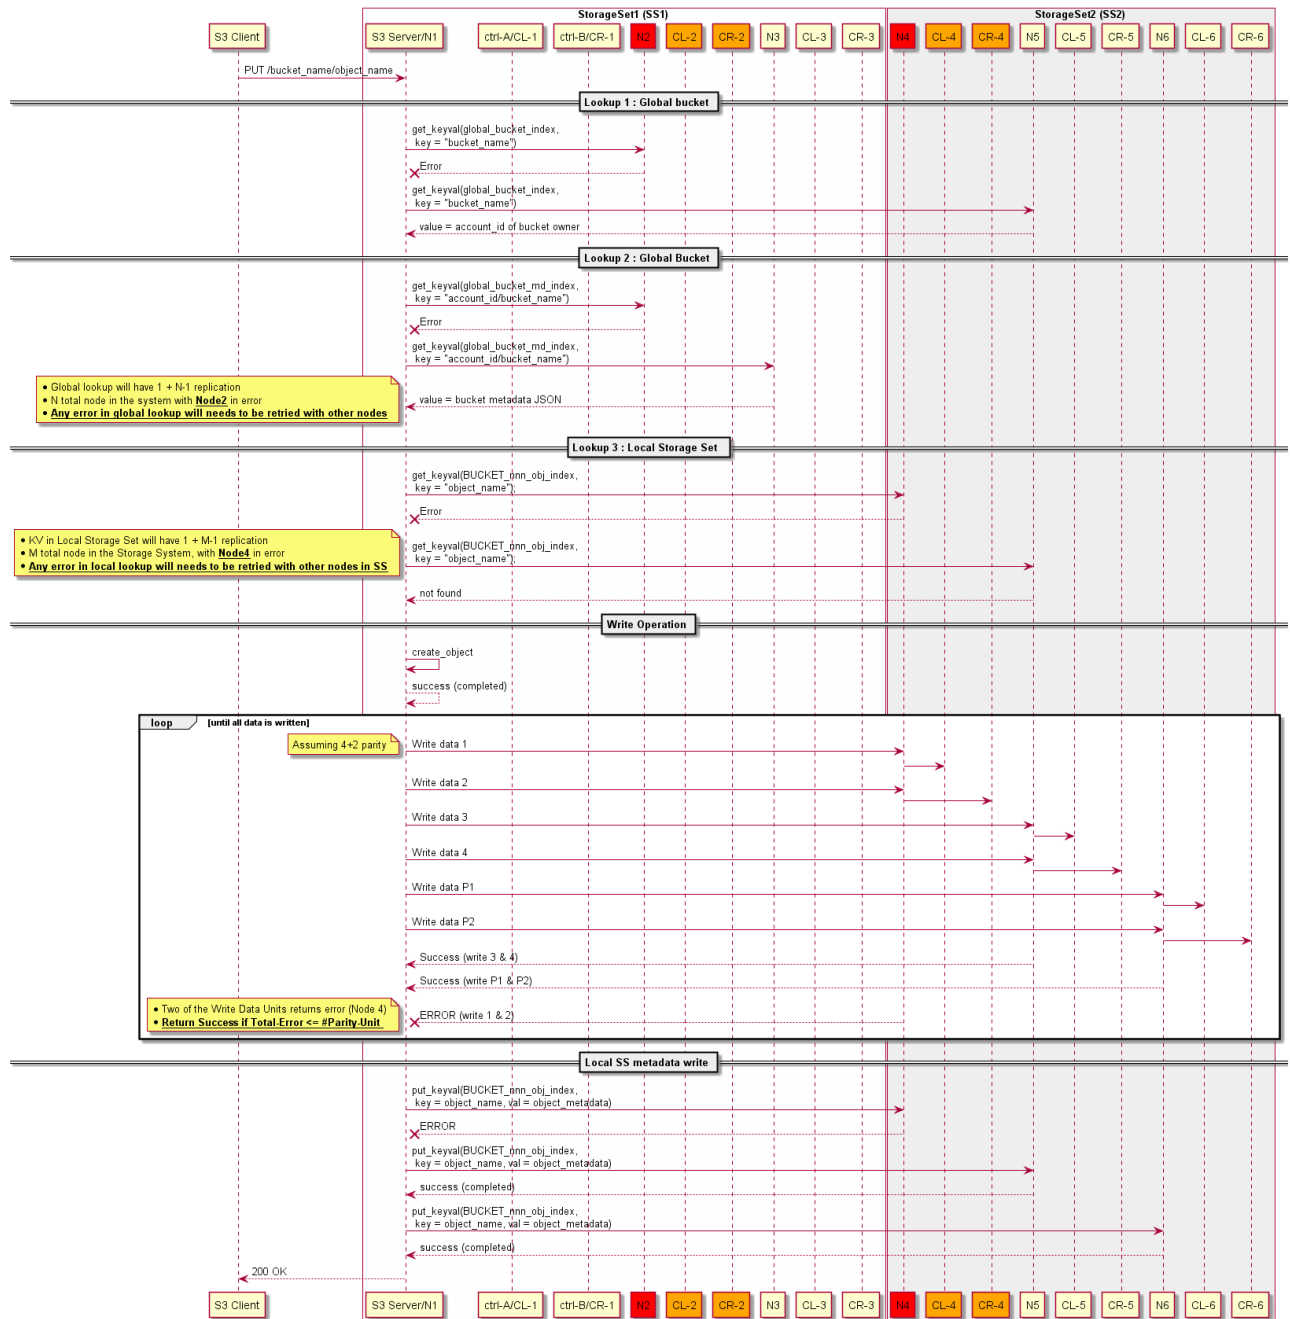 StorageSet1 (SS1)
StorageSet2 (SS2)
S3 Client
S3 Server/N1
ctrl-A/CL-1
ctrl-B/CR-1
N2
CL-2
CR-2
N3
CL-3
CR-3
N4
CL-4
CR-4
N5
CL-5
CR-5
N6
CL-6
CR-6
PUT /bucket_name/object_name
Lookup 1 : Global bucket
get_keyval(global_bucket_index,
key = "bucket_name")
Error
get_keyval(global_bucket_index,
key = "bucket_name")
value = account_id of bucket owner
Lookup 2 : Global Bucket
get_keyval(global_bucket_md_index,
key = "account_id/bucket_name")
Error
get_keyval(global_bucket_md_index,
key = "account_id/bucket_name")
• Global lookup will have 1 + N-1 replication
• N total node in the system with Node2 in error
• Any error in global lookup will needs to be retried with other nodes
value = bucket metadata JSON
Lookup 3 : Local Storage Set
get_keyval(BUCKET_nnn_obj_index,
key = "object_name");
Error
• KV in Local Storage Set will have 1 + M-1 replication
• M total node in the Storage System, with Node4 in error
• Any error in local lookup will needs to be retried with other nodes in SS
get_keyval(BUCKET_nnn_obj_index,
key = "object_name");
not found
Write Operation
create_object
success (completed)
loop
[until all data is written]
Assuming 4+2 parity
Write data 1
Write data 2
Write data 3
Write data 4
Write data P1
Write data P2
Success (write 3 & 4)
Success (write P1 & P2)
• Two of the Write Data Units returns error (Node 4)
• Return Success if Total-Error <= #Parity-Unit
ERROR (write 1 & 2)
Local SS metadata write
put_keyval(BUCKET_nnn_obj_index,
key = object_name, val = object_metadata)
ERROR
put_keyval(BUCKET_nnn_obj_index,
key = object_name, val = object_metadata)
success (completed)
put_keyval(BUCKET_nnn_obj_index,
key = object_name, val = object_metadata)
success (completed)
200 OK
S3 Client
S3 Server/N1
ctrl-A/CL-1
ctrl-B/CR-1
N2
CL-2
CR-2
N3
CL-3
CR-3
N4
CL-4
CR-4
N5
CL-5
CR-5
N6
CL-6
CR-6